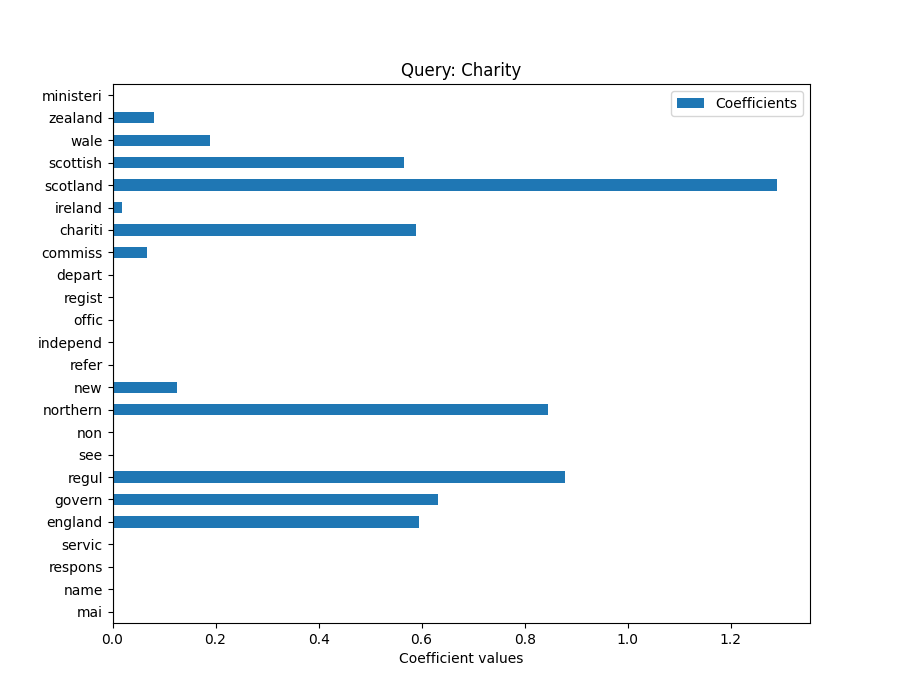 Query: Charity
Coefficients
ministeri
zealand
wale
scottish
scotland
ireland
chariti
commiss
depart
regist
offic
independ
refer
new
northern
non
see
regul
govern
england
servic
respons
name
mai
0.0 0.2 0.4 0.6 0.8 1.0 1.2
Coefficient values